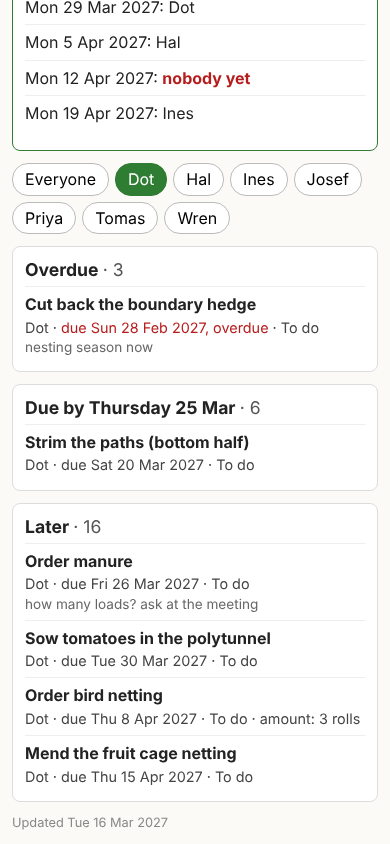 Mon 29 Mar 2027: Dot
Mon 5 Apr 2027: Hal
Mon 12 Apr 2027: nobody yet
Mon 19 Apr 2027: Ines
Everyone
Dot
Hal
Ines
Josef
Priya
Tomas
Wren
Overdue · 3
Cut back the boundary hedge
Dot · due Sun 28 Feb 2027, overdue · To do
nesting season now
Due by Thursday 25 Mar · 6
Strim the paths (bottom half)
Dot · due Sat 20 Mar 2027 · To do
Later · 16
Order manure
Dot · due Fri 26 Mar 2027 · To do
how many loads? ask at the meeting
Sow tomatoes in the polytunnel
Dot · due Tue 30 Mar 2027 · To do
Order bird netting
Dot · due Thu 8 Apr 2027 · To do · amount: 3 rolls
Mend the fruit cage netting
Dot · due Thu 15 Apr 2027 · To do
Updated Tue 16 Mar 2027